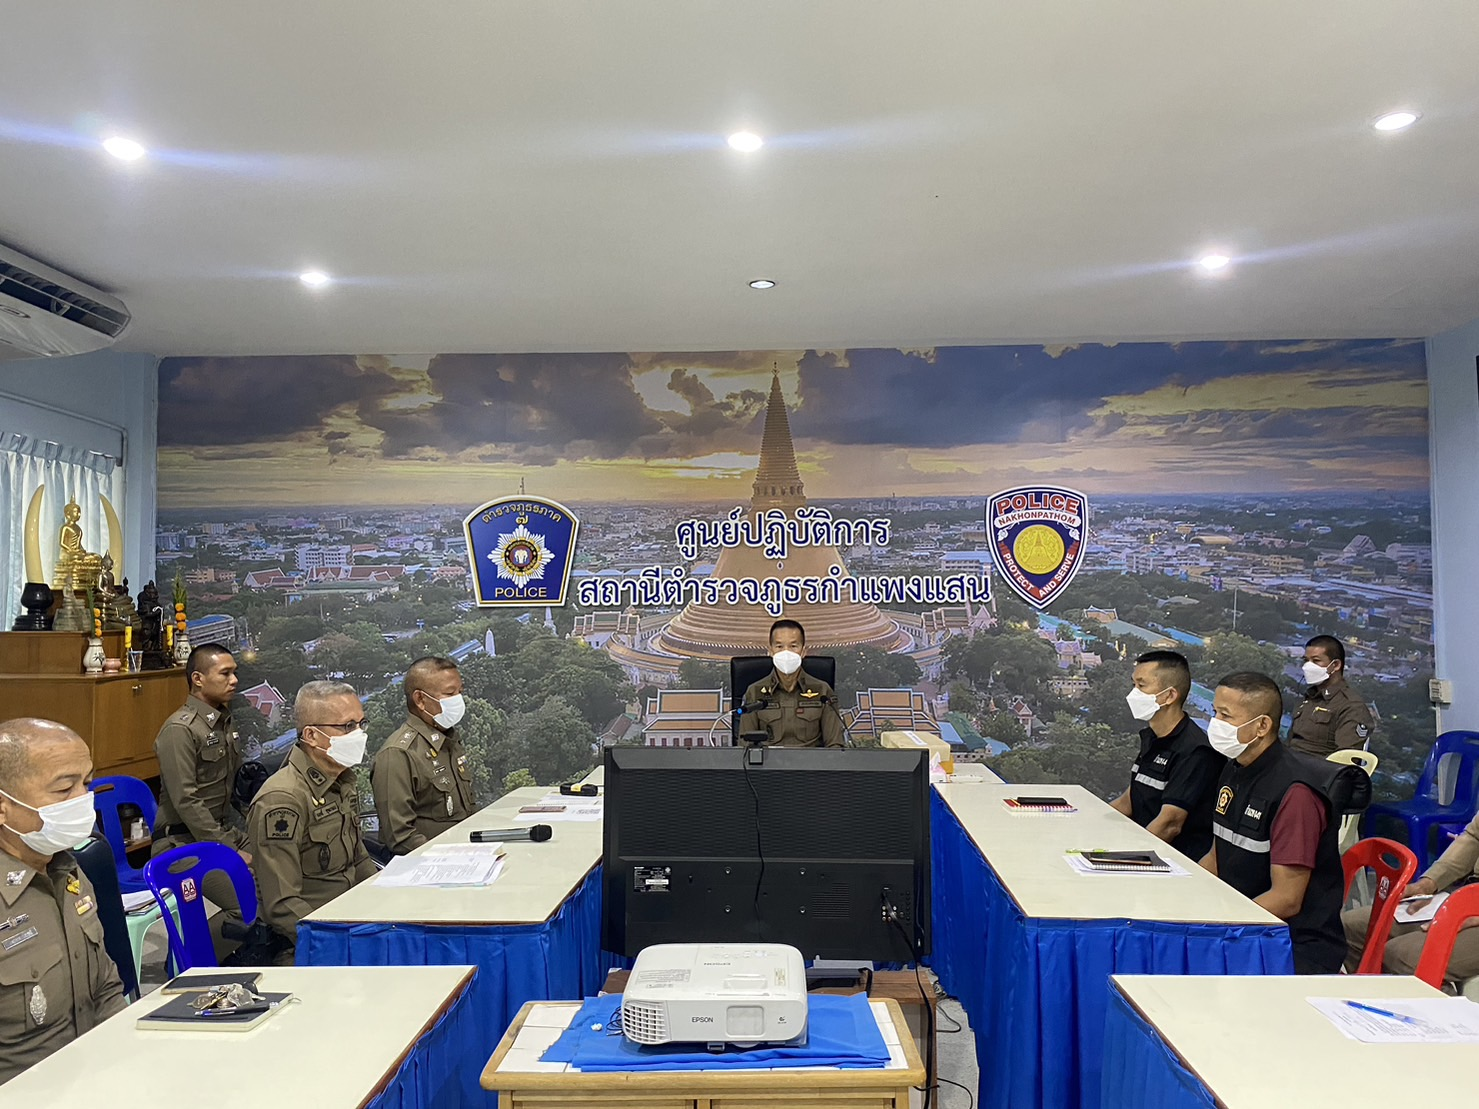 ตำรวจภูธรภาค
๗
POLICE
ศูนย์ปฏิบัติการ
สถานีตำรวจภูธรกำแพงแสน
POLICE
NAKHONPATHOM
PROTECT AND SERVE
POLICE
EPSON